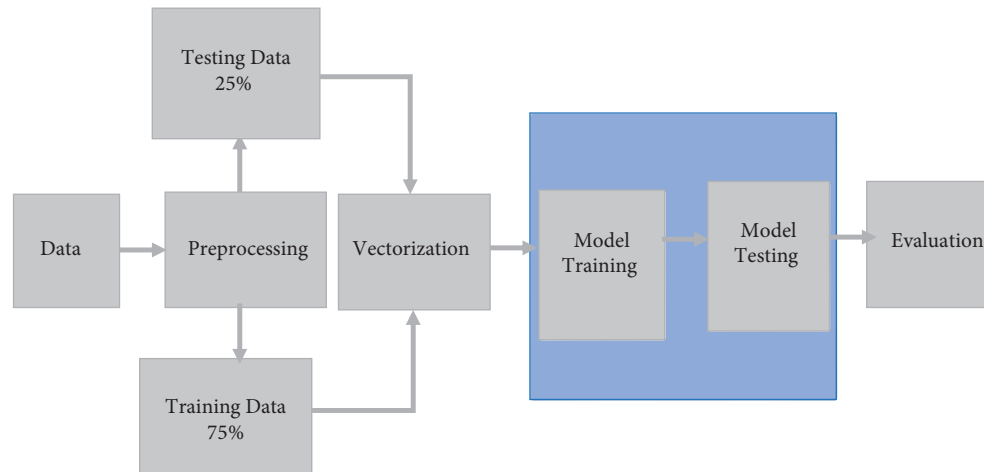 Testing Data
25%
Data
Preprocessing
Vectorization
Model
Training
Model
Testing
Evaluation
Training Data
75%